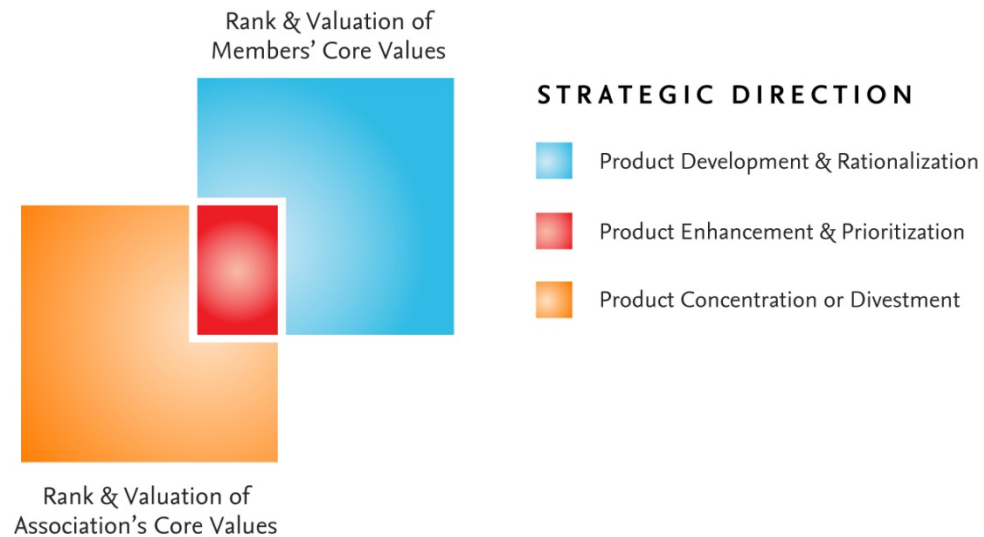 Rank & Valuation of
Members’ Core Values
STRATEGIC DIRECTION
Product Development & Rationalization
Product Enhancement & Prioritization
Product Concentration or Divestment
Rank & Valuation of
Association’s Core Values